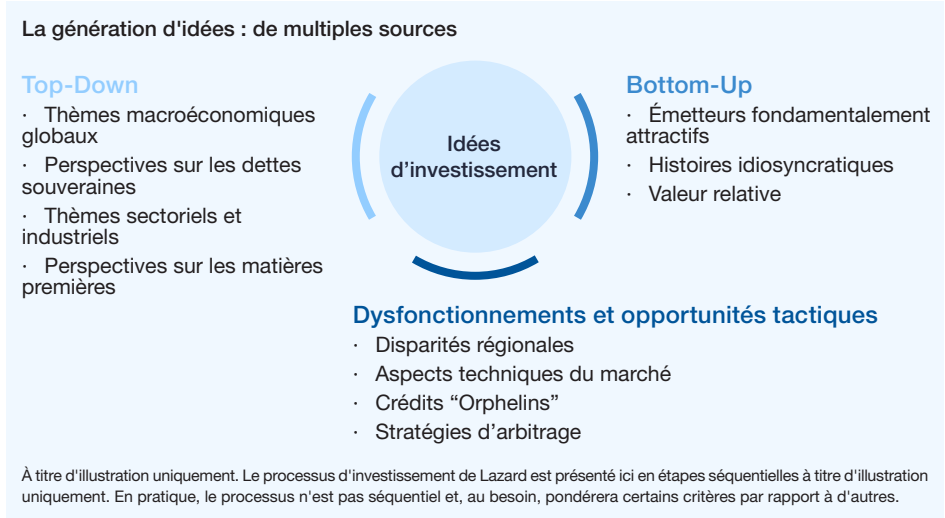 La génération d'idées : de multiples sources
Top-Down
· Thèmes macroéconomiques
globaux
· Perspectives sur les dettes
souveraines
· Thèmes sectoriels et
industriels
· Perspectives sur les matières
premières
Idées
d’investissement
Bottom-Up
· Émetteurs fondamentalement
attractifs
· Histoires idiosyncratiques
· Valeur relative
Dysfonctionnements et opportunités tactiques
· Disparités régionales
· Aspects techniques du marché
· Crédits “Orphelins”
· Stratégies d’arbitrage
À titre d'illustration uniquement. Le processus d'investissement de Lazard est présenté ici en étapes séquentielles à titre d'illustration
uniquement. En pratique, le processus n'est pas séquentiel et, au besoin, pondérera certains critères par rapport à d'autres.